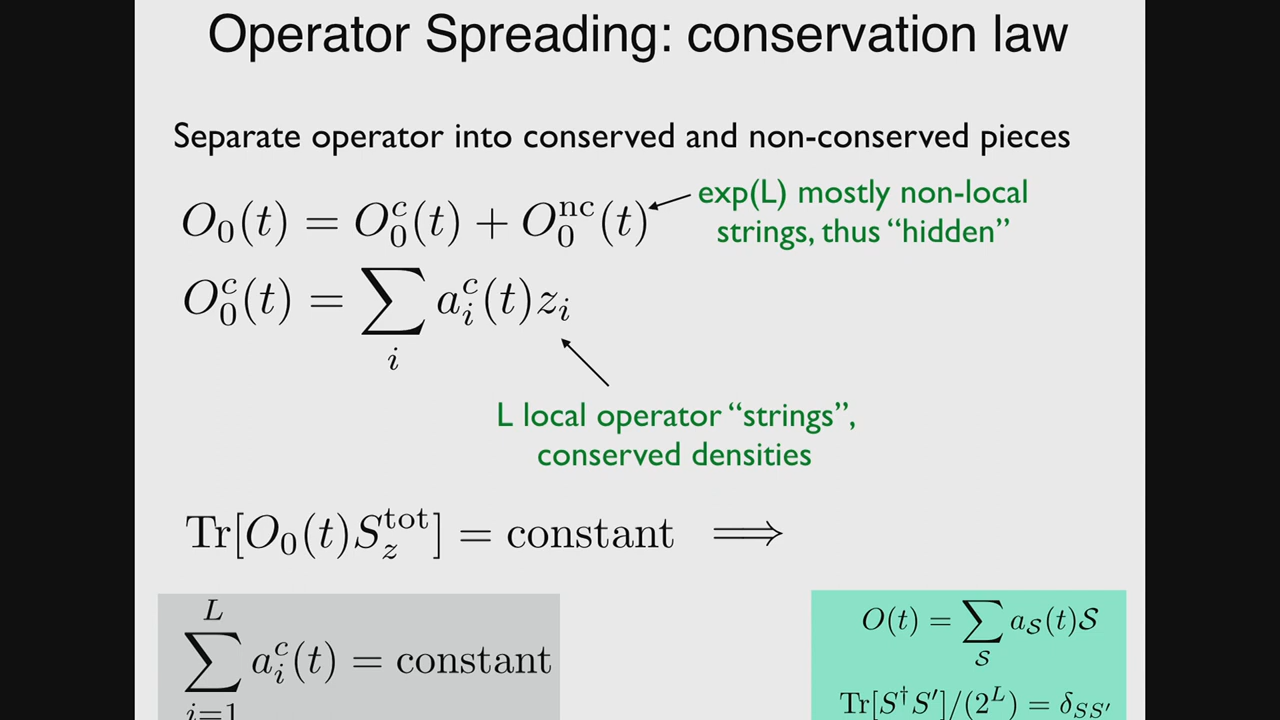 Operator Spreading: conservation law
Separate operator into conserved and non-conserved pieces
O_0(t) = O_0^c(t) + O_0^{nc}(t)
exp(L) mostly non-local
strings, thus “hidden”
O_0^c(t) = \sum_i a_i^c(t) z_i
L local operator “strings”,
conserved densities
Tr[O_0(t) S_z^{tot}] = constant ⟹
\sum_{i=1}^{L} a_i^c(t) = constant
O(t) = \sum_{\mathcal{S}} a_{\mathcal{S}}(t) \mathcal{S}
Tr[S^† S′]/(2^L) = δ_{SS′}